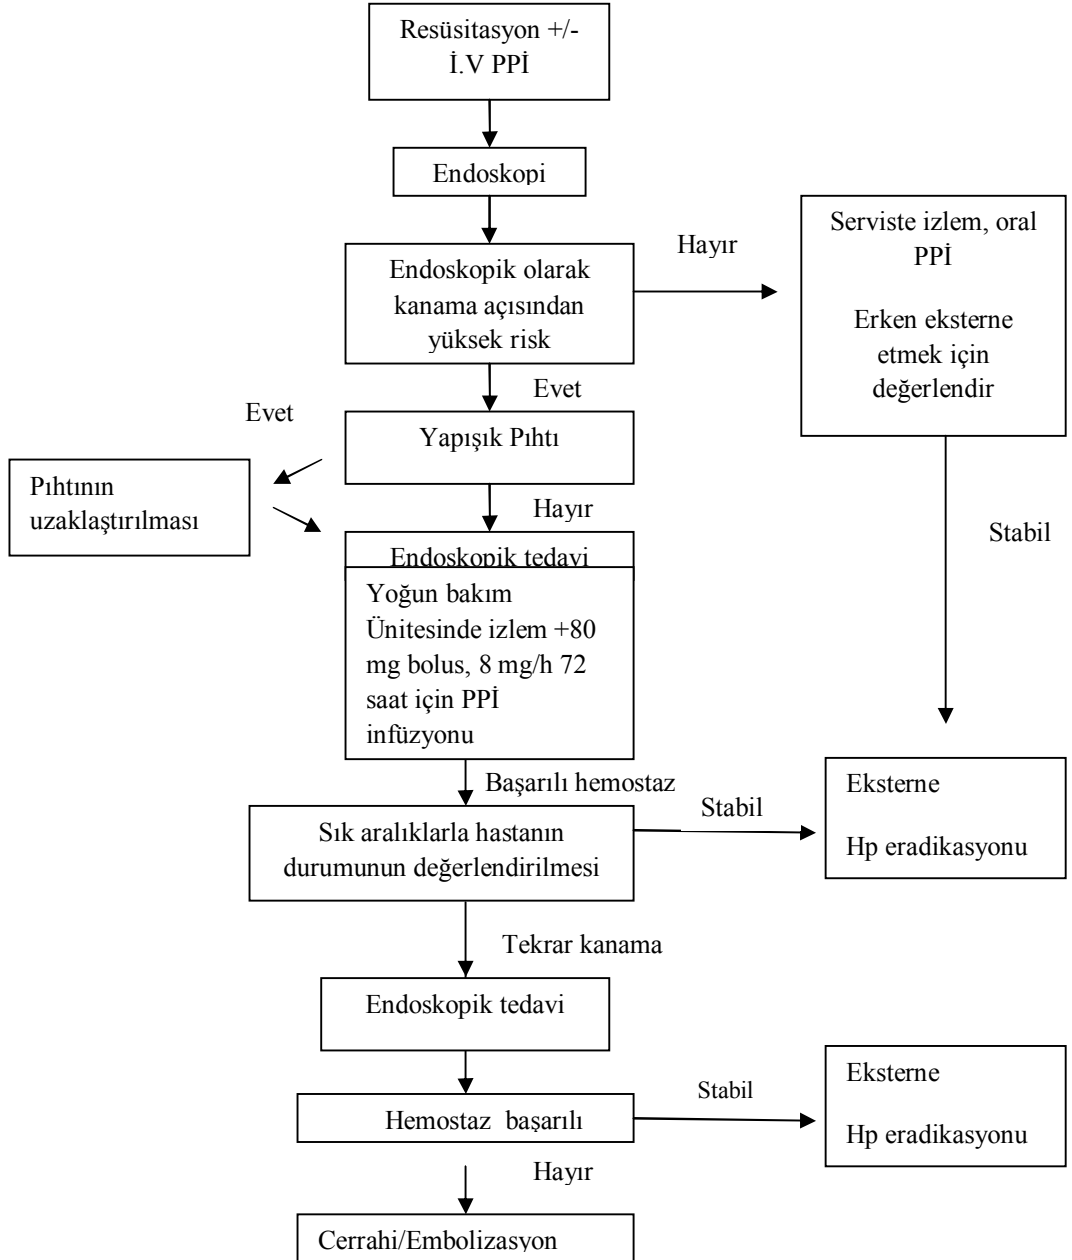 Resüsitasyon +/-
İ.V PPİ
Endoskopi
Endoskopik olarak
kanama açısından
yüksek risk
Hayır
Serviste izlem, oral
PPİ
Erken eksterne
etmek için
değerlendir
Evet
Evet
Yapışık Pıhtı
Pıhtının
uzaklaştırılması
Hayır
Stabil
Endoskopik tedavi
Yoğun bakım
Ünitesinde izlem +80
mg bolus, 8 mg/h 72
saat için PPİ
infüzyonu
Başarılı hemostaz
Sık aralıklarla hastanın
durumunun değerlendirilmesi
Stabil
Eksterne
Hp eradikasyonu
Tekrar kanama
Endoskopik tedavi
Hemostaz  başarılı
Stabil
Eksterne
Hp eradikasyonu
Hayır
Cerrahi/Embolizasyon